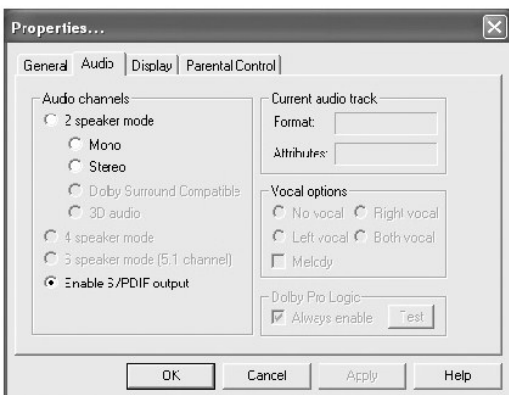 Properties...
General Audio Display Parental Control
Audio channels
2 speaker mode
Mono
Stereo
Dolby Surround Compatible
3D audio
4 speaker mode
6 speaker mode (5.1 channel)
Enable S/PDIF output
Current audio track
Format:
Attributes:
Vocal options
No vocal Right vocal
Left vocal Both vocal
Melody
Dolby Pro Logic
Always enable Test
OK Cancel Apply Help